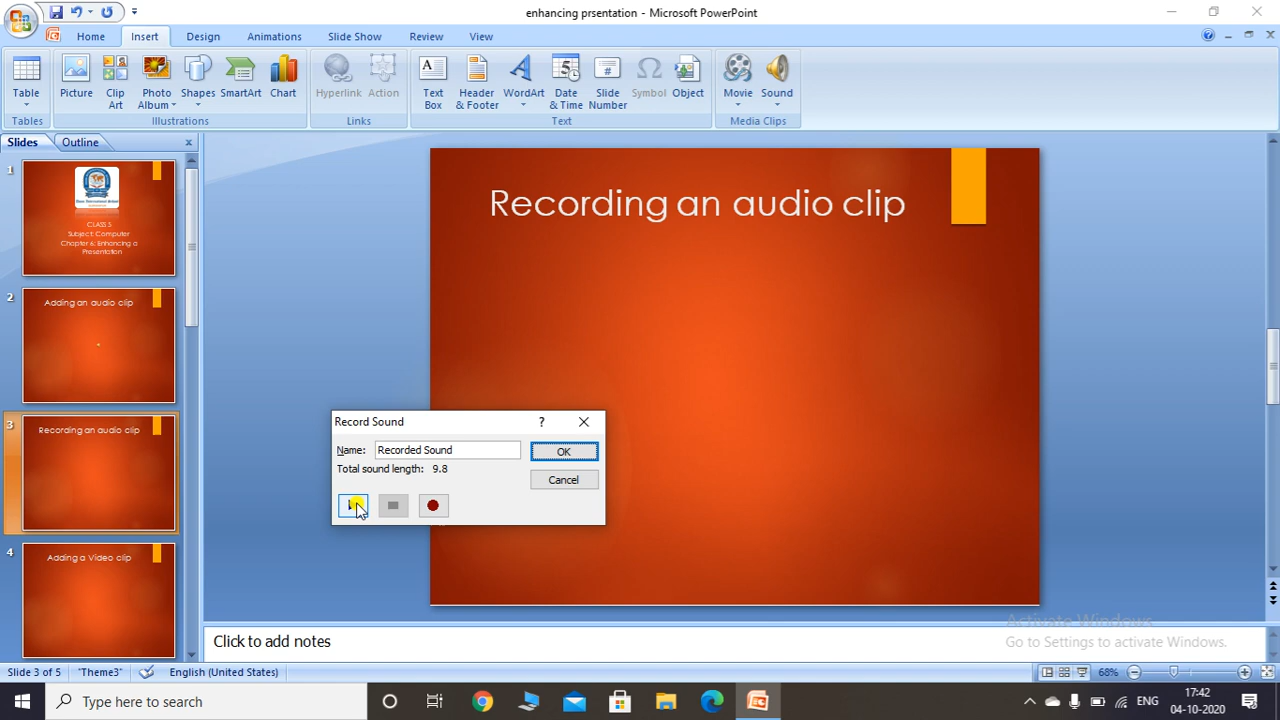 enhancing prsentation - Microsoft PowerPoint
Home Insert Design Animations Slide Show Review View
Table Picture Clip Art Photo Album Shapes SmartArt Chart Hyperlink Action Text Box Header & Footer WordArt Date & Time Slide Number Symbol Object Movie Sound
Tables Illustrations Links Text Media Clips
Slides Outline
1
CLASS 5
Subject: Computer
Chapter 6: Enhancing a
Presentation
2
Adding an audio clip
3
Recording an audio clip
4
Adding a Video clip
Recording an audio clip
Record Sound ?
Name: Recorded Sound OK
Total sound length: 9.8
Cancel
Click to add notes
Activate Windows
Go to Settings to activate Windows.
Slide 3 of 5 "Theme3" English (United States) 68%
Type here to search
ENG
17:42
04-10-2020